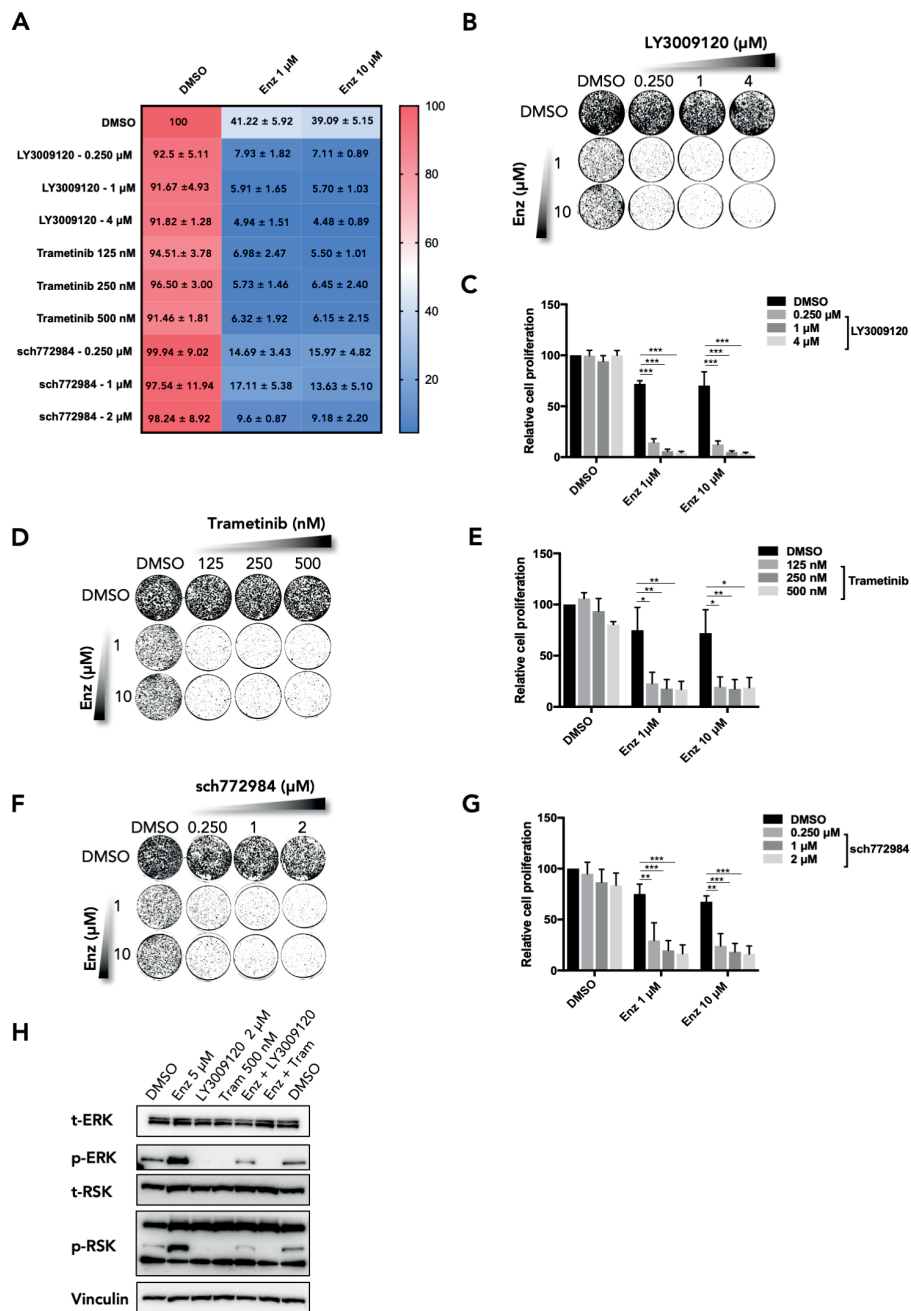 A
DMSO
Enz 1 µM
Enz 10 µM
DMSO 100 41.22 ± 5.92 39.09 ± 5.15
LY3009120 - 0.250 µM 92.5 ± 5.11 7.93 ± 1.82 7.11 ± 0.89
LY3009120 - 1 µM 91.67 ±4.93 5.91 ± 1.65 5.70 ± 1.03
LY3009120 - 4 µM 91.82 ± 1.28 4.94 ± 1.51 4.48 ± 0.89
Trametinib 125 nM 94.51.± 3.78 6.98± 2.47 5.50 ± 1.01
Trametinib 250 nM 96.50 ± 3.00 5.73 ± 1.46 6.45 ± 2.40
Trametinib 500 nM 91.46 ± 1.81 6.32 ± 1.92 6.15 ± 2.15
sch772984 - 0.250 µM 99.94 ± 9.02 14.69 ± 3.43 15.97 ± 4.82
sch772984 - 1 µM 97.54 ± 11.94 17.11 ± 5.38 13.63 ± 5.10
sch772984 - 2 µM 98.24 ± 8.92 9.6 ± 0.87 9.18 ± 2.20
100
80
60
40
20
B
LY3009120 (µM)
DMSO 0.250 1 4
DMSO
Enz (µM)
1
10
C
Relative cell proliferation
150
100
50
0
DMSO
Enz 1µM
Enz 10 µM
***
***
***
***
***
***
DMSO
0.250 µM
1 µM
4 µM
LY3009120
D
Trametinib (nM)
DMSO 125 250 500
DMSO
Enz (µM)
1
10
E
Relative cell proliferation
150
100
50
0
DMSO
Enz 1µM
Enz 10 µM
**
**
*
*
**
*
DMSO
125 nM
250 nM
500 nM
Trametinib
F
sch772984 (µM)
DMSO 0.250 1 2
DMSO
Enz (µM)
1
10
G
Relative cell proliferation
150
100
50
0
DMSO
Enz 1 µM
Enz 10 µM
***
***
**
***
***
**
DMSO
0.250 µM
1 µM
2 µM
sch772984
H
DMSO
Enz 5 µM
LY3009120 2 µM
Tram 500 nM
Enz + LY3009120
Enz + Tram
DMSO
t-ERK
p-ERK
t-RSK
p-RSK
Vinculin